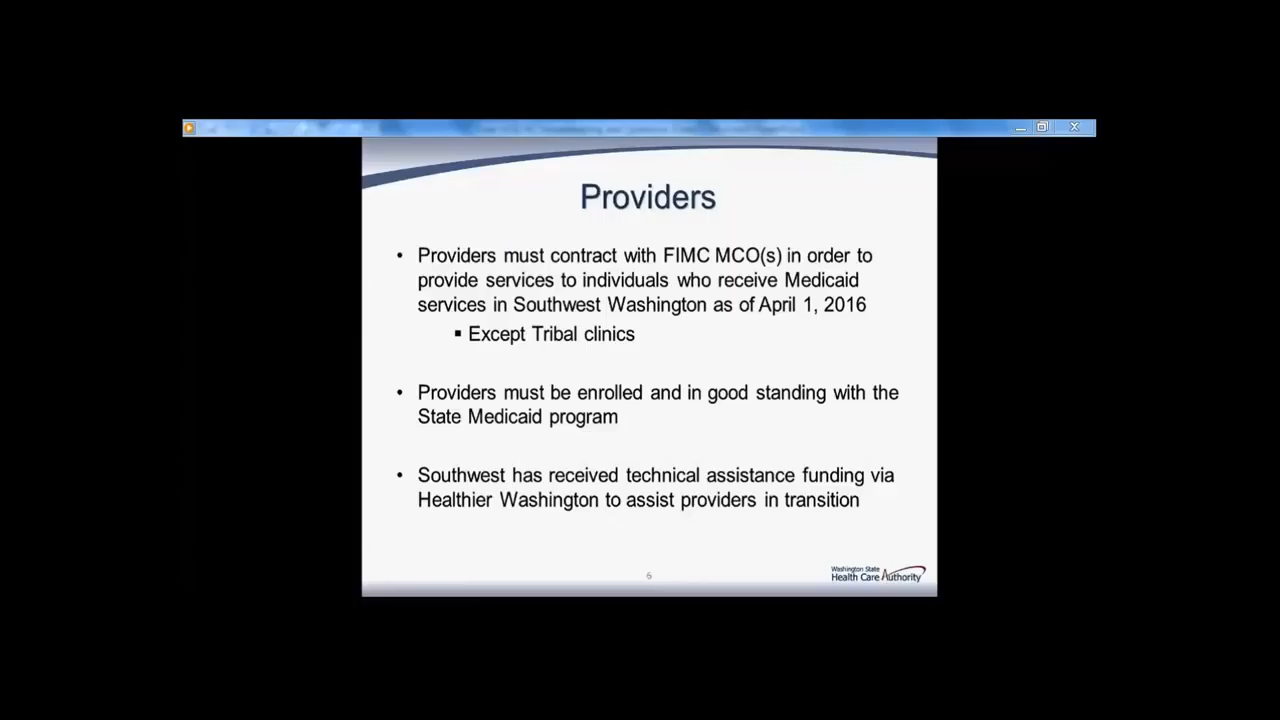 Providers
• Providers must contract with FIMC MCO(s) in order to
provide services to individuals who receive Medicaid
services in Southwest Washington as of April 1, 2016
▪ Except Tribal clinics
• Providers must be enrolled and in good standing with the
State Medicaid program
• Southwest has received technical assistance funding via
Healthier Washington to assist providers in transition
6
Washington State
Health Care Authority